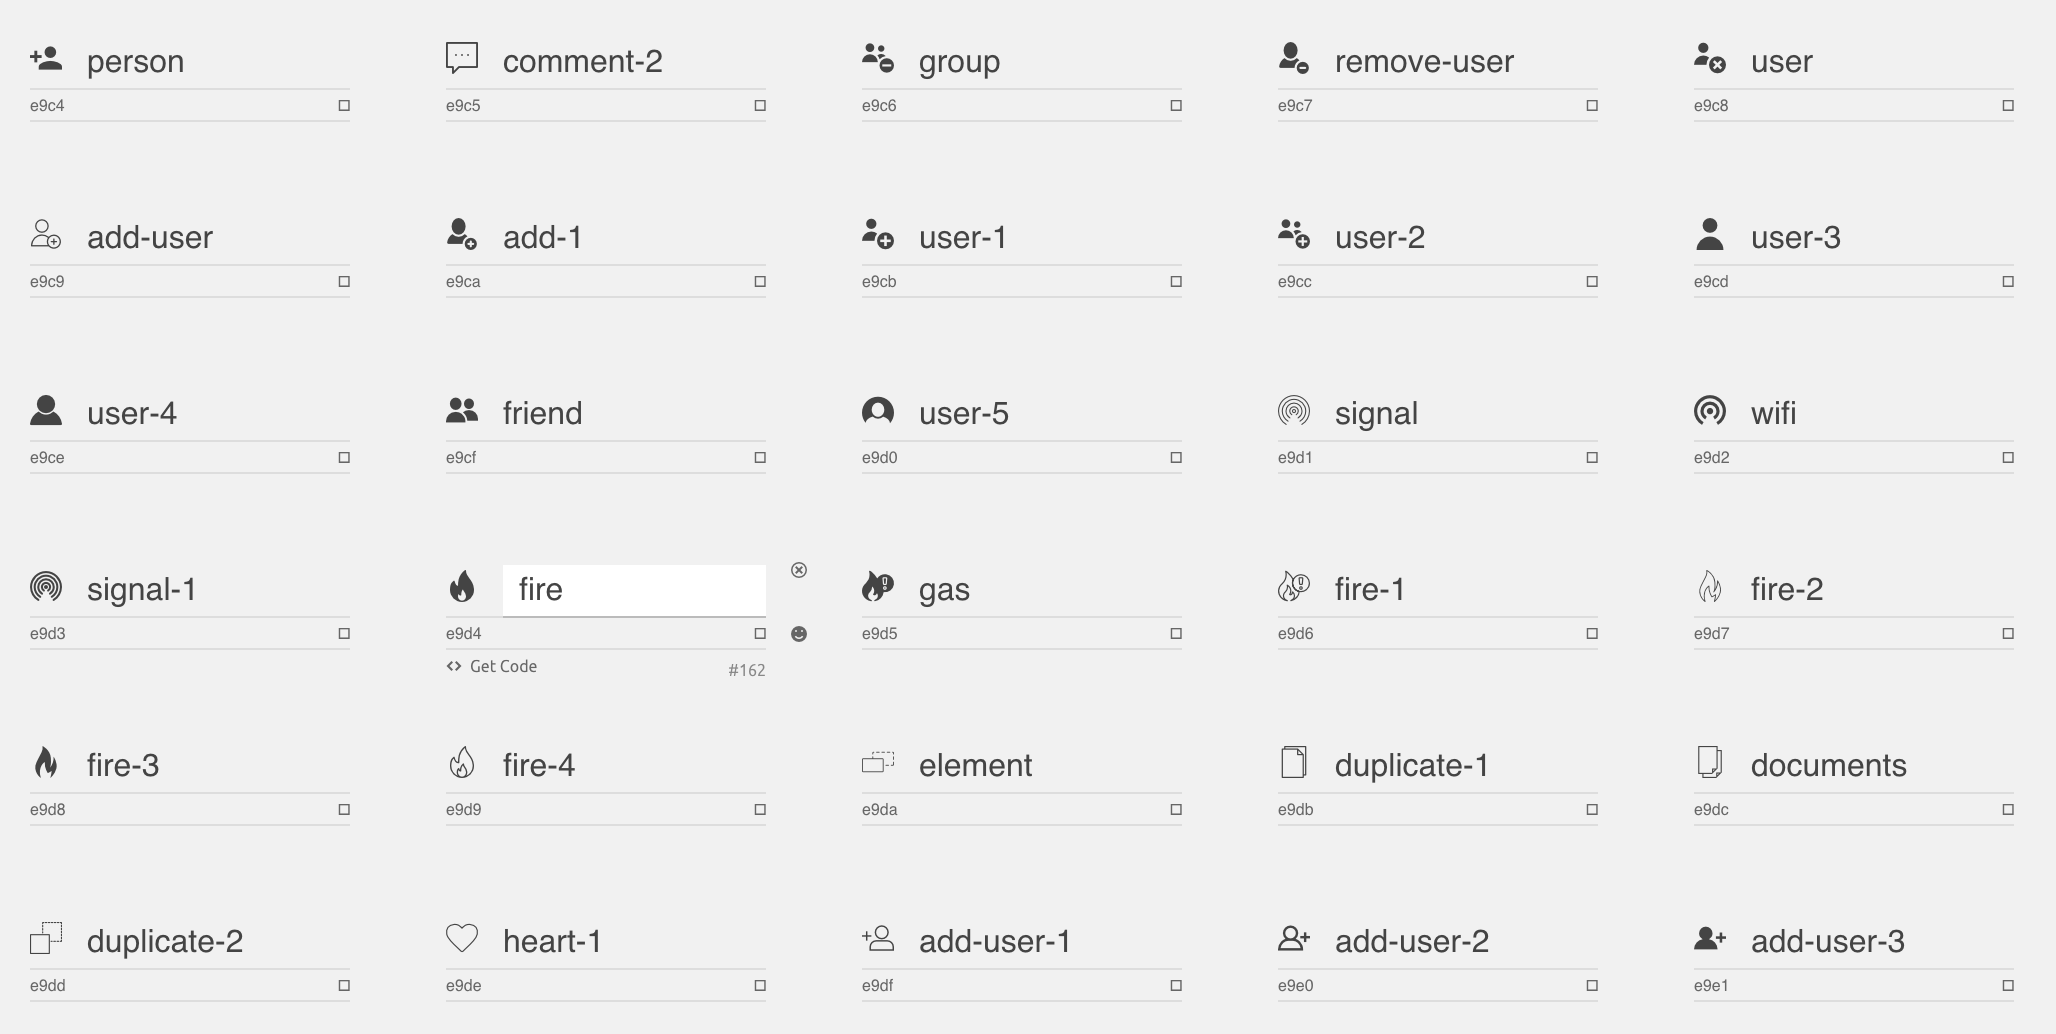 person
comment-2
group
remove-user
user
e9c4
e9c5
e9c6
e9c7
e9c8
add-user
add-1
user-1
user-2
user-3
e9c9
e9ca
e9cb
e9cc
e9cd
user-4
friend
user-5
signal
wifi
e9ce
e9cf
e9d0
e9d1
e9d2
signal-1
fire
gas
fire-1
fire-2
e9d3
e9d4
e9d5
e9d6
e9d7
Get Code
#162
fire-3
fire-4
element
duplicate-1
documents
e9d8
e9d9
e9da
e9db
e9dc
duplicate-2
heart-1
add-user-1
add-user-2
add-user-3
e9dd
e9de
e9df
e9e0
e9e1